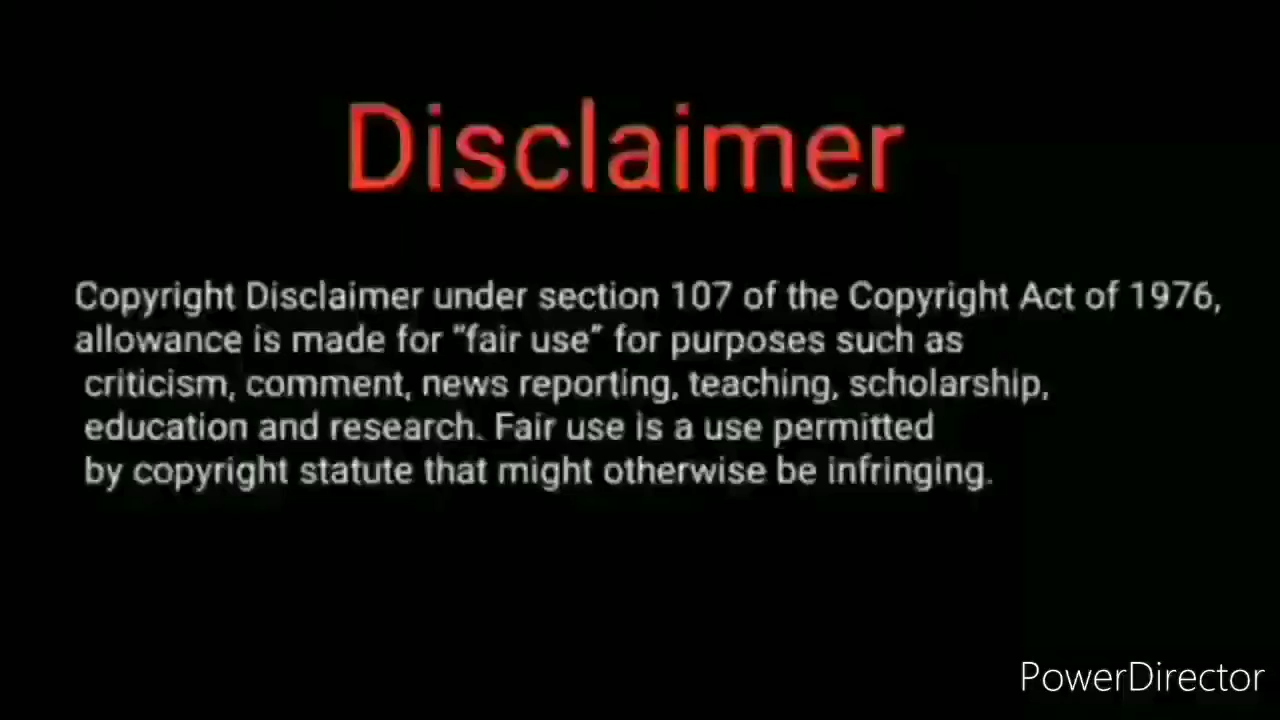 Disclaimer
Copyright Disclaimer under section 107 of the Copyright Act of 1976,
allowance is made for “fair use” for purposes such as
criticism, comment, news reporting, teaching, scholarship,
education and research. Fair use is a use permitted
by copyright statute that might otherwise be infringing.
PowerDirector